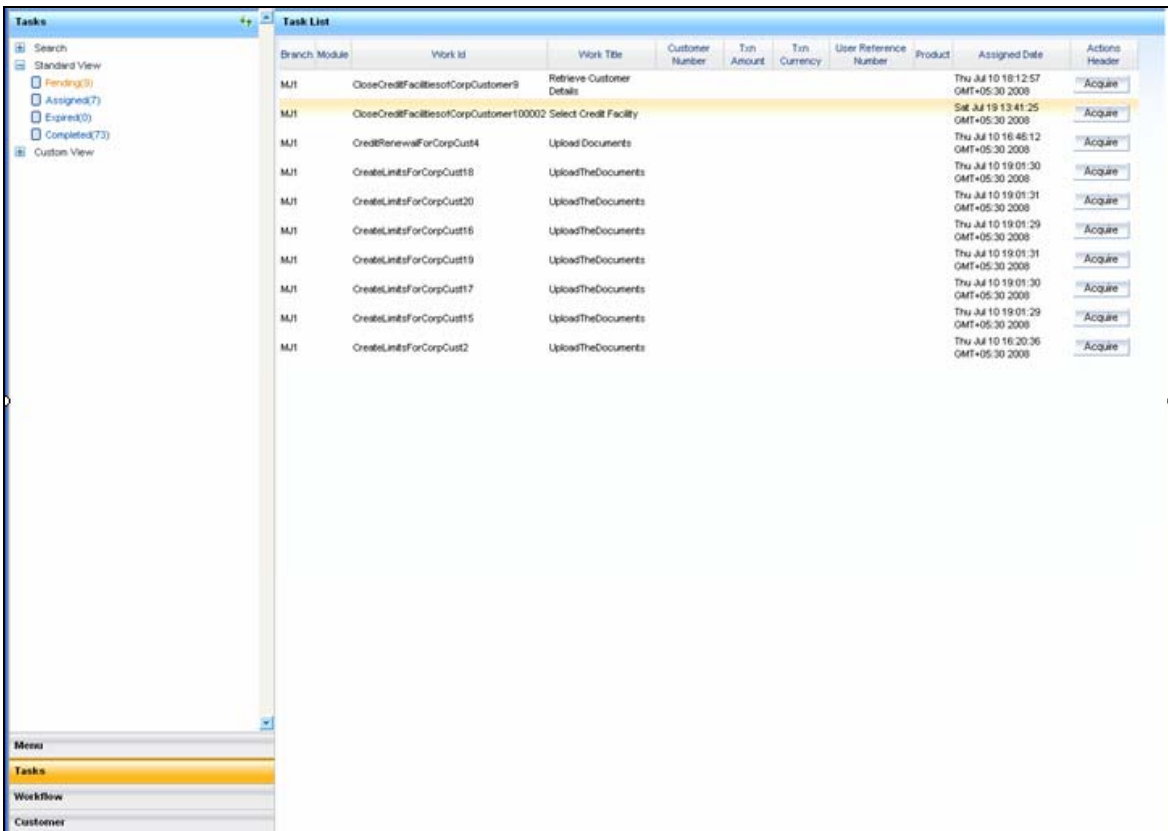 Tasks
Search
Standard View
Pending(9)
Assigned(7)
Expired(0)
Completed(73)
Custom View
Menu
Tasks
Workflow
Customer
Task List
Branch Module Work Id Work Title Customer Number Txn Amount Txn Currency User Reference Number Product Assigned Date Actions Header
MJ1 CloseCreditFacilitiesofCorpCustomer9 Retrieve Customer Details Thu Jul 10 18:12:57 GMT+05:30 2008 Acquire
MJ1 CloseCreditFacilitiesofCorpCustomer100002 Select Credit Facility Sat Jul 19 13:41:25 GMT+05:30 2008 Acquire
MJ1 CreditRenewalForCorpCust4 Upload Documents Thu Jul 10 16:46:12 GMT+05:30 2008 Acquire
MJ1 CreateLimitsForCorpCust18 UploadTheDocuments Thu Jul 10 19:01:30 GMT+05:30 2008 Acquire
MJ1 CreateLimitsForCorpCust20 UploadTheDocuments Thu Jul 10 19:01:31 GMT+05:30 2008 Acquire
MJ1 CreateLimitsForCorpCust16 UploadTheDocuments Thu Jul 10 19:01:29 GMT+05:30 2008 Acquire
MJ1 CreateLimitsForCorpCust19 UploadTheDocuments Thu Jul 10 19:01:31 GMT+05:30 2008 Acquire
MJ1 CreateLimitsForCorpCust17 UploadTheDocuments Thu Jul 10 19:01:30 GMT+05:30 2008 Acquire
MJ1 CreateLimitsForCorpCust15 UploadTheDocuments Thu Jul 10 19:01:29 GMT+05:30 2008 Acquire
MJ1 CreateLimitsForCorpCust2 UploadTheDocuments Thu Jul 10 16:20:36 GMT+05:30 2008 Acquire